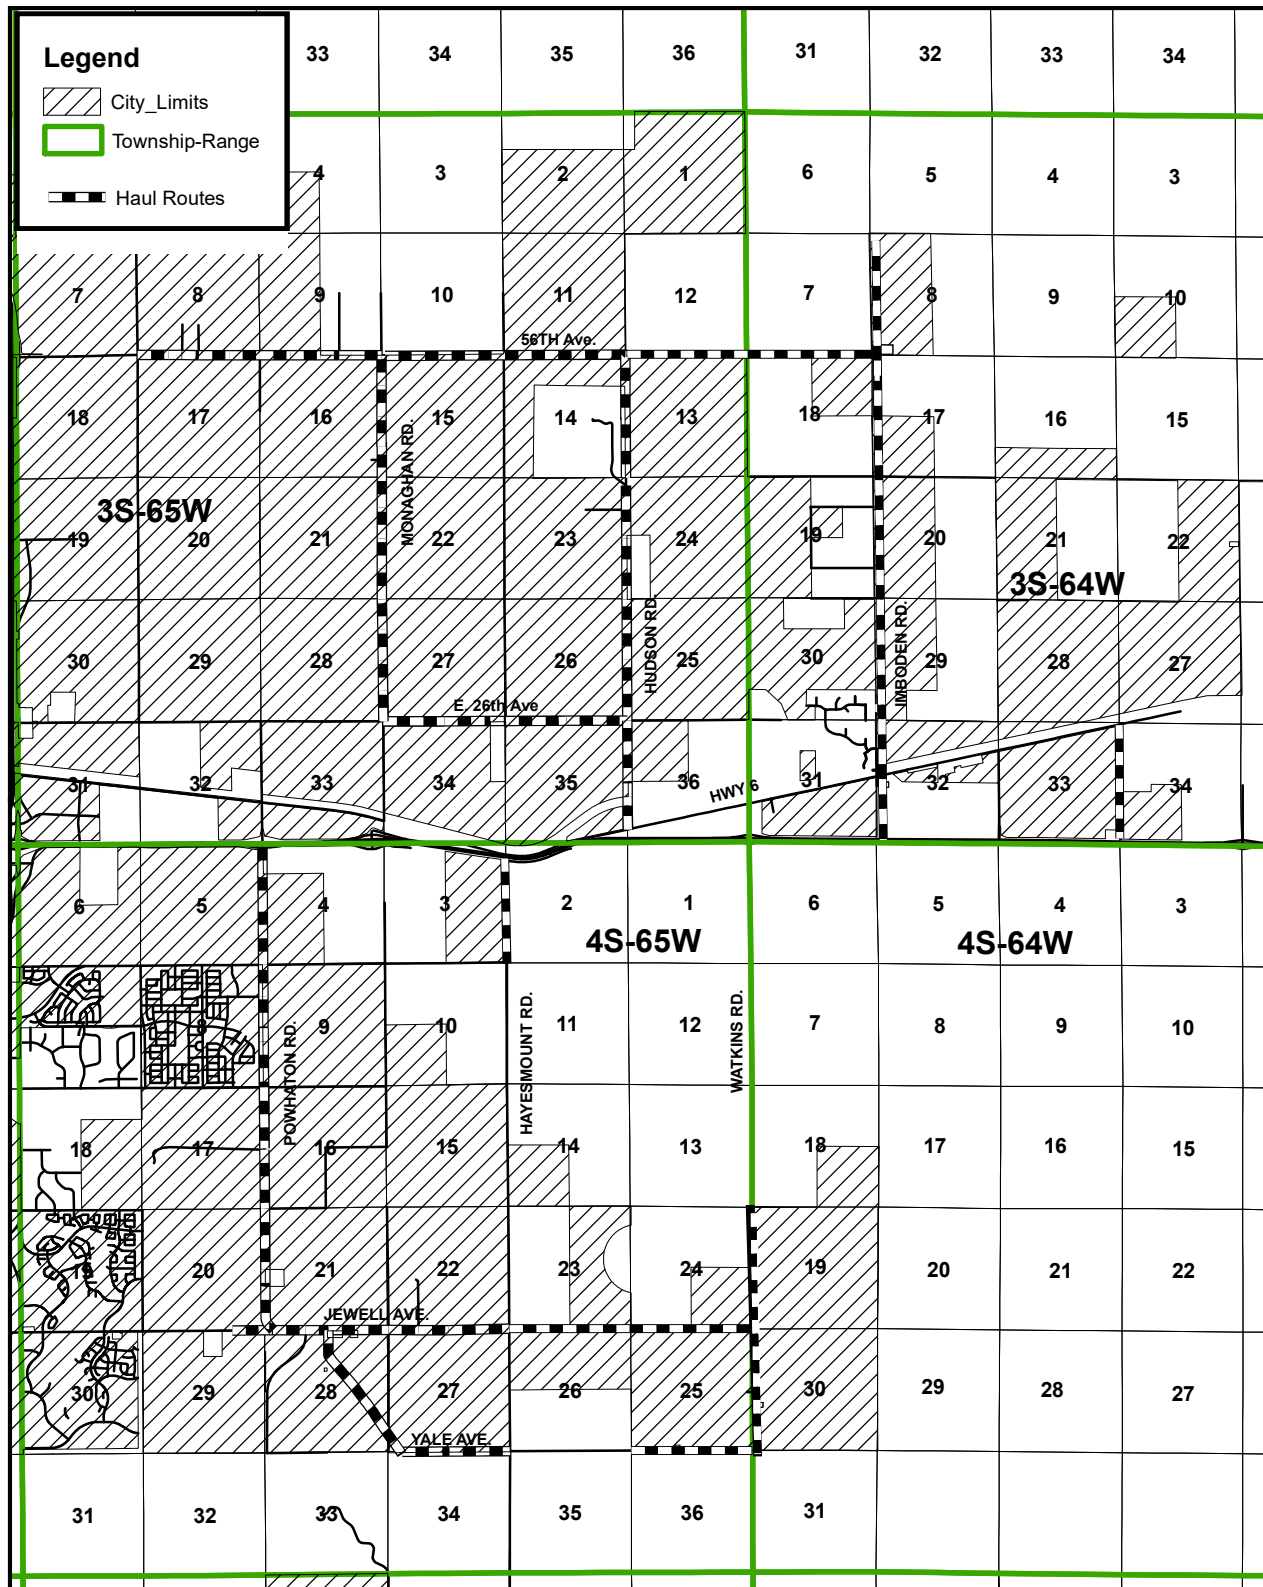 Legend
City_Limits
Township-Range
Haul Routes
33 34 35 36 31 32 33 34
4 3 2 1 6 5 4 3
7 8 9 10 11 12 7 8 9 10
56TH Ave.
18 17 16 15 14 13 18 17 16 15
MONAGHAN RD.
3S-65W
19 20 21 22 23 24 19 20 21 22
3S-64W
HUDSON RD.
IMBODEN RD.
30 29 28 27 26 25 30 29 28 27
E. 26th Ave
31 32 33 34 35 36 31 32 33 34
HWY 6
6 5 4 3 2 1 6 5 4 3
4S-65W 4S-64W
7 8 9 10 11 12 7 8 9 10
POWHATON RD.
HAYESMOUNT RD.
WATKINS RD.
18 17 16 15 14 13 18 17 16 15
19 20 21 22 23 24 19 20 21 22
JEWELL AVE.
30 29 28 27 26 25 30 29 28 27
YALE AVE.
31 32 33 34 35 36 31